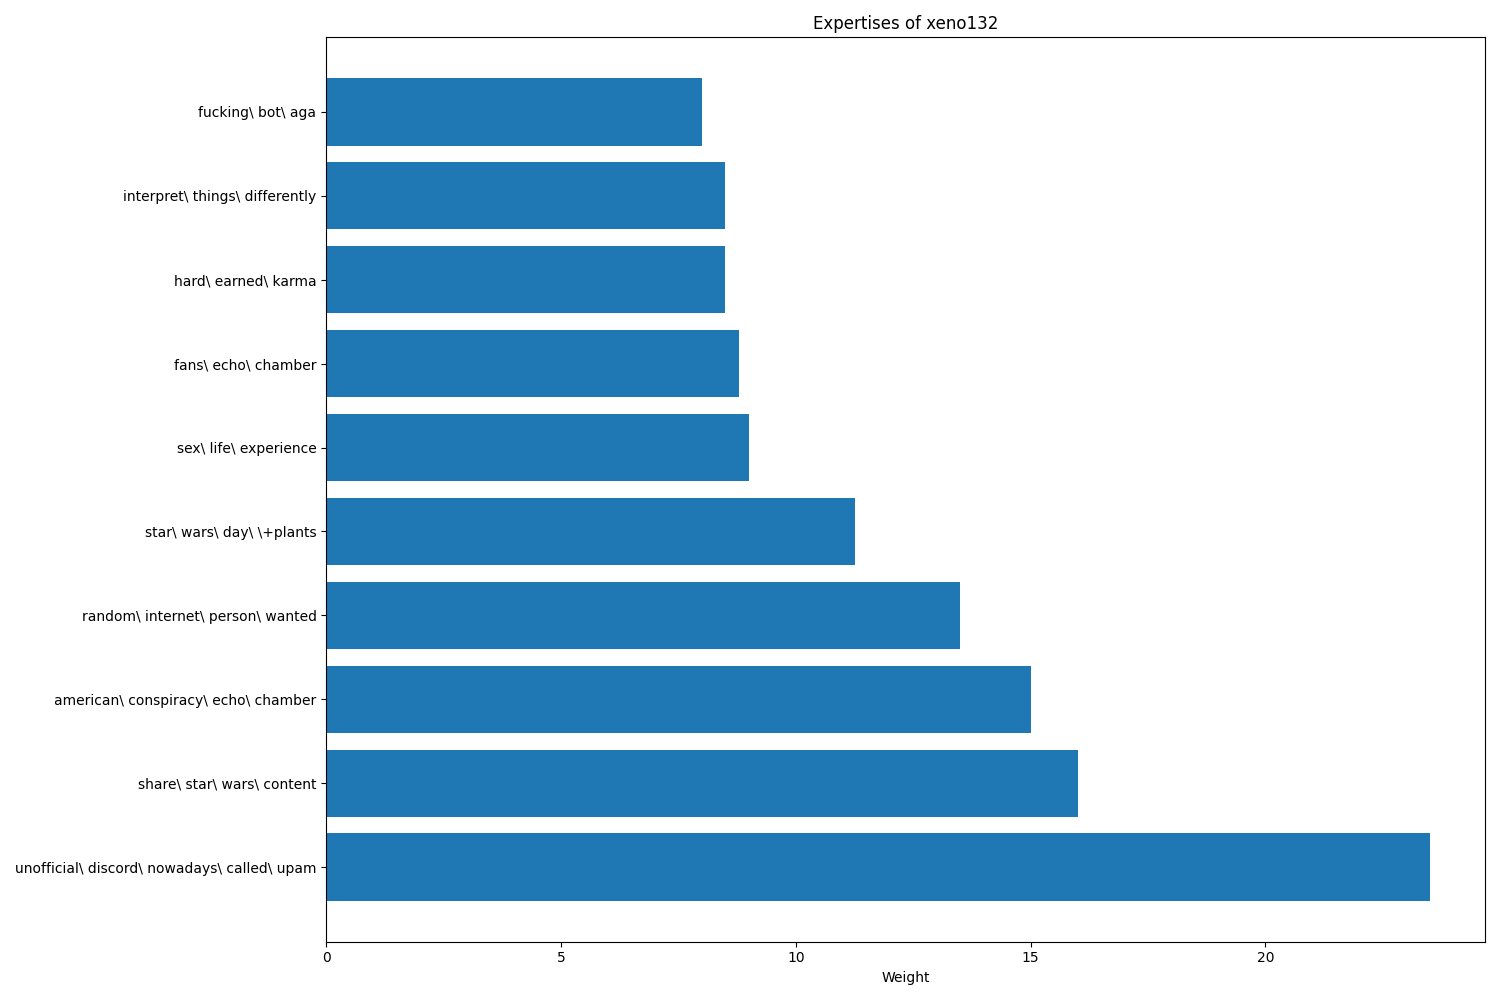 Expertises of xeno132
fucking\ bot\ aga
interpret\ things\ differently
hard\ earned\ karma
fans\ echo\ chamber
sex\ life\ experience
star\ wars\ day\ \+plants
random\ internet\ person\ wanted
american\ conspiracy\ echo\ chamber
share\ star\ wars\ content
unofficial\ discord\ nowadays\ called\ upam
0 5 10 15 20
Weight